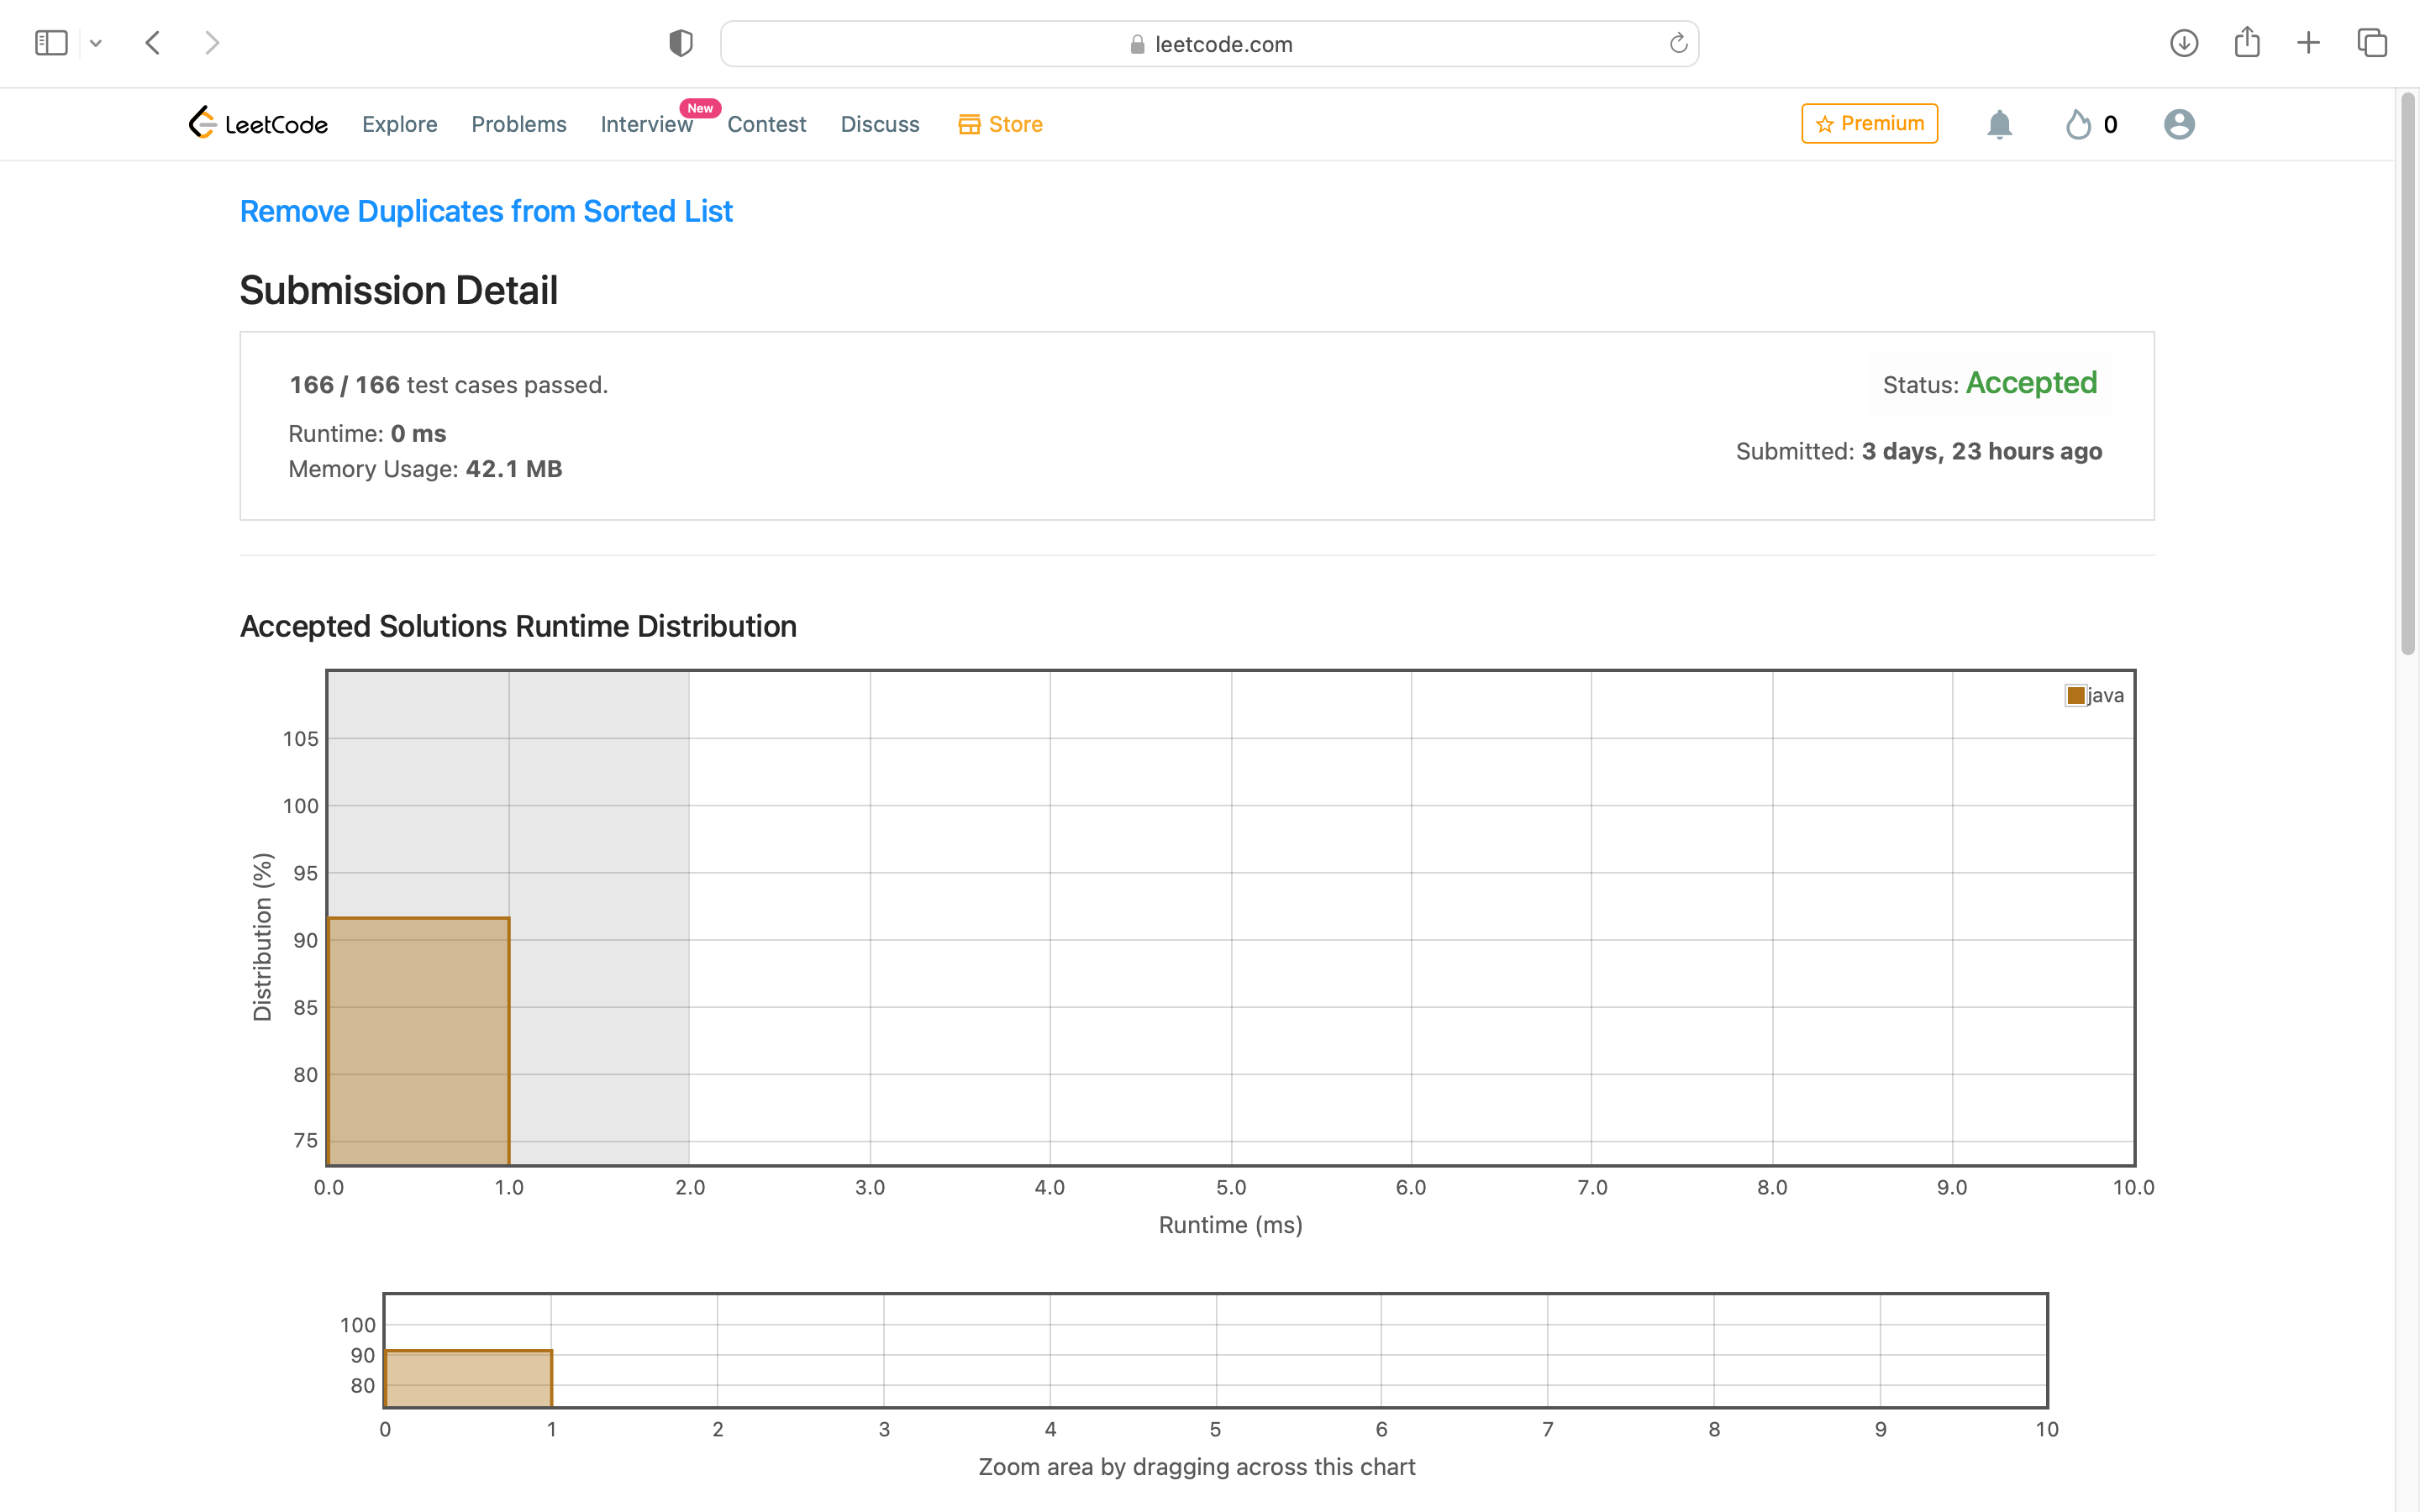 leetcode.com
LeetCode Explore Problems Interview New Contest Discuss Store Premium 0
Remove Duplicates from Sorted List
Submission Detail
166 / 166 test cases passed.
Status: Accepted
Runtime: 0 ms
Submitted: 3 days, 23 hours ago
Memory Usage: 42.1 MB
Accepted Solutions Runtime Distribution
java
105
100
95
90
85
80
75
Distribution (%)
0.0 1.0 2.0 3.0 4.0 5.0 6.0 7.0 8.0 9.0 10.0
Runtime (ms)
100
90
80
0 1 2 3 4 5 6 7 8 9 10
Zoom area by dragging across this chart